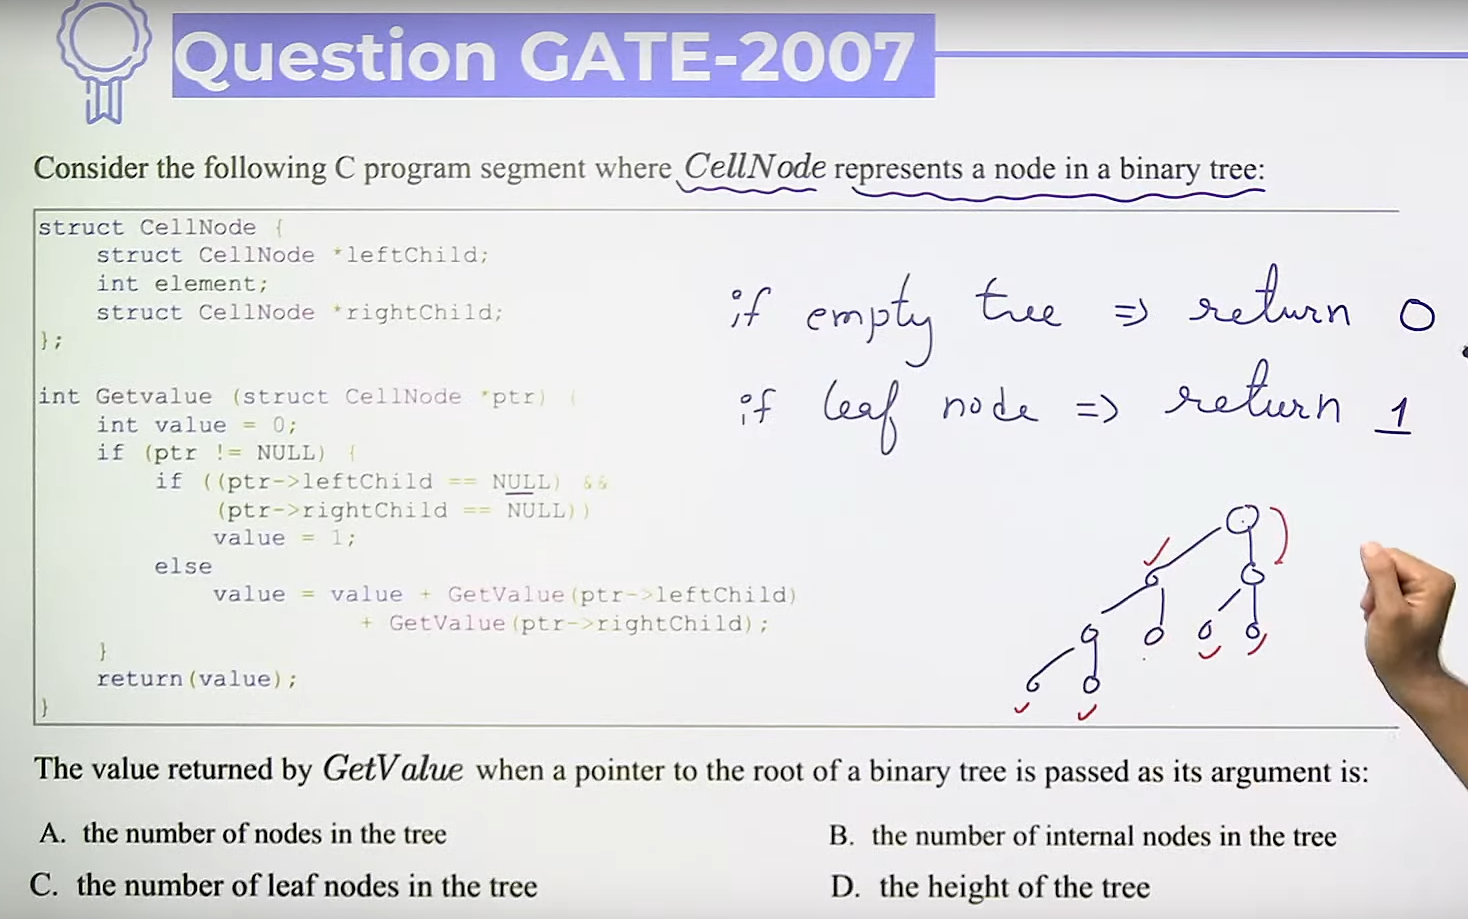 Question GATE-2007
Consider the following C program segment where CellNode represents a node in a binary tree:
struct CellNode {
struct CellNode *leftChild;
int element;
struct CellNode *rightChild;
};
int Getvalue (struct CellNode *ptr) {
int value = 0;
if (ptr != NULL) {
if ((ptr->leftChild == NULL) &&
(ptr->rightChild == NULL))
value = 1;
else
value = value + GetValue(ptr->leftChild)
+ GetValue(ptr->rightChild);
}
return(value);
}
if empty tree => return 0
if leaf node => return 1
The value returned by GetValue when a pointer to the root of a binary tree is passed as its argument is:
A. the number of nodes in the tree
B. the number of internal nodes in the tree
C. the number of leaf nodes in the tree
D. the height of the tree